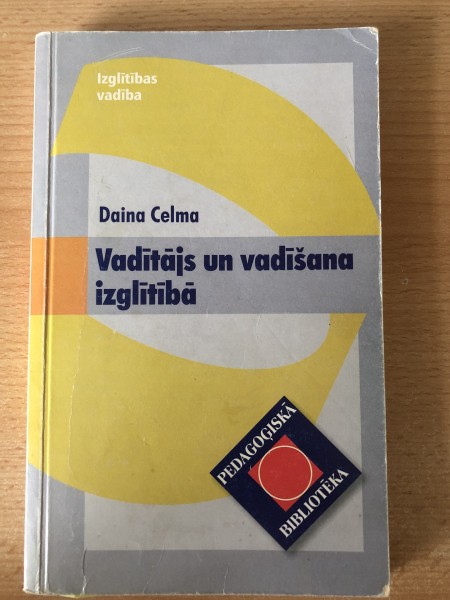 Izglītības
vadība
Daina Celma
Vadītājs un vadīšana
izglītībā
PEDAGOĢISKĀ
BIBLIOTĒKA